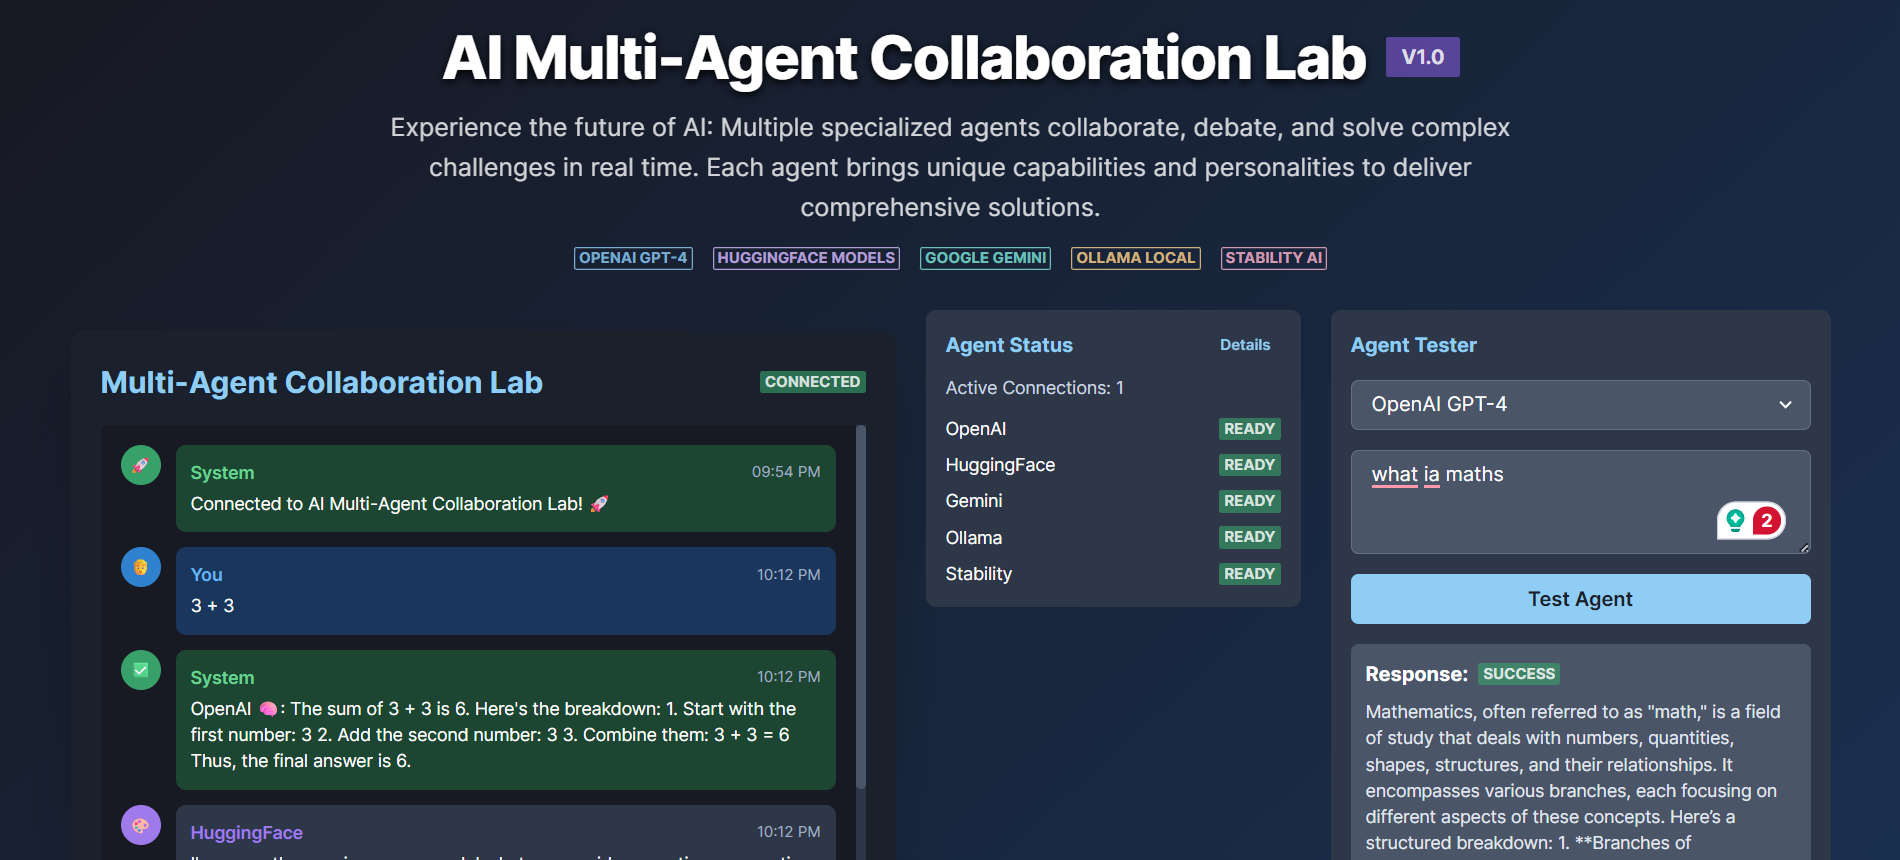 AI Multi-Agent Collaboration Lab V1.0
Experience the future of AI: Multiple specialized agents collaborate, debate, and solve complex
challenges in real time. Each agent brings unique capabilities and personalities to deliver
comprehensive solutions.
OPENAI GPT-4 HUGGINGFACE MODELS GOOGLE GEMINI OLLAMA LOCAL STABILITY AI
Multi-Agent Collaboration Lab CONNECTED
System 09:54 PM
Connected to AI Multi-Agent Collaboration Lab! 🚀
You 10:12 PM
3 + 3
System 10:12 PM
OpenAI 🧠: The sum of 3 + 3 is 6. Here's the breakdown: 1. Start with the
first number: 3 2. Add the second number: 3 3. Combine them: 3 + 3 = 6
Thus, the final answer is 6.
HuggingFace 10:12 PM
Agent Status Details
Active Connections: 1
OpenAI READY
HuggingFace READY
Gemini READY
Ollama READY
Stability READY
Agent Tester
OpenAI GPT-4
what ia maths
2
Test Agent
Response: SUCCESS
Mathematics, often referred to as "math," is a field
of study that deals with numbers, quantities,
shapes, structures, and their relationships. It
encompasses various branches, each focusing on
different aspects of these concepts. Here’s a
structured breakdown: 1. **Branches of